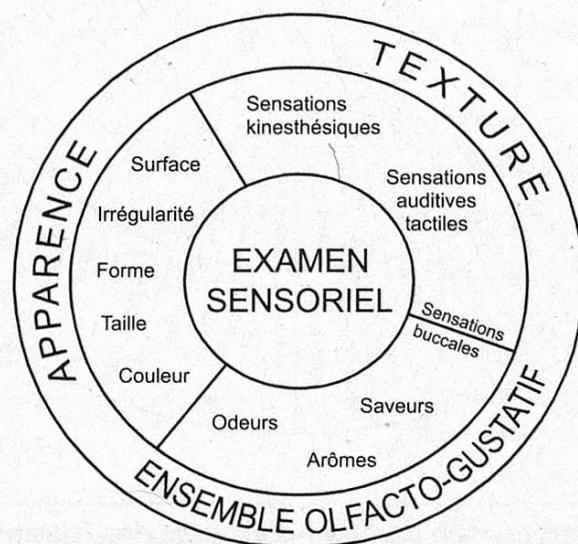 TEXTURE
Sensations
kinesthésiques
Sensations
auditives
tactiles
Sensations
buccales
APPARENCE
Surface
Irrégularité
Forme
Taille
Couleur
EXAMEN
SENSORIEL
Odeurs
Saveurs
Arômes
ENSEMBLE OLFACTO-GUSTATIF